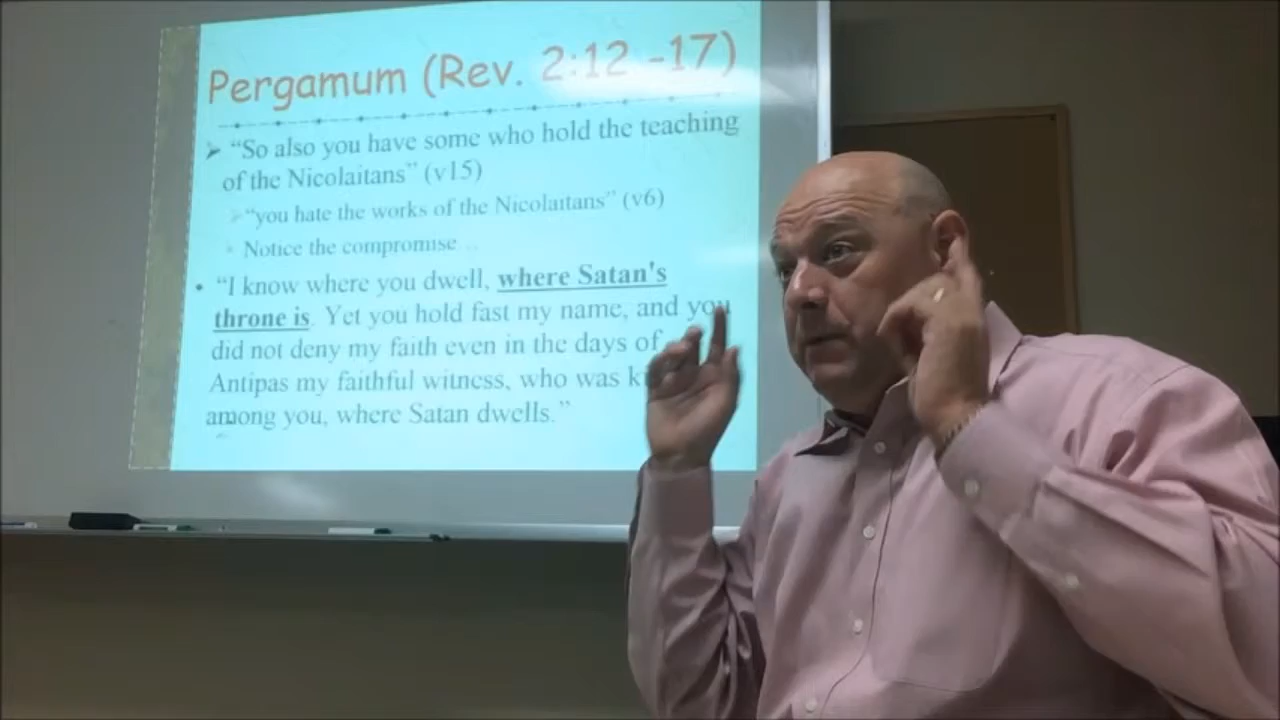 Pergamum (Rev. 2:12 -17)
“So also you have some who hold the teaching
of the Nicolaitans” (v15)
“you hate the works of the Nicolaitans” (v6)
Notice the compromise…
“I know where you dwell, where Satan's
throne is. Yet you hold fast my name, and you
did not deny my faith even in the days of
Antipas my faithful witness, who was
among you, where Satan dwells.”